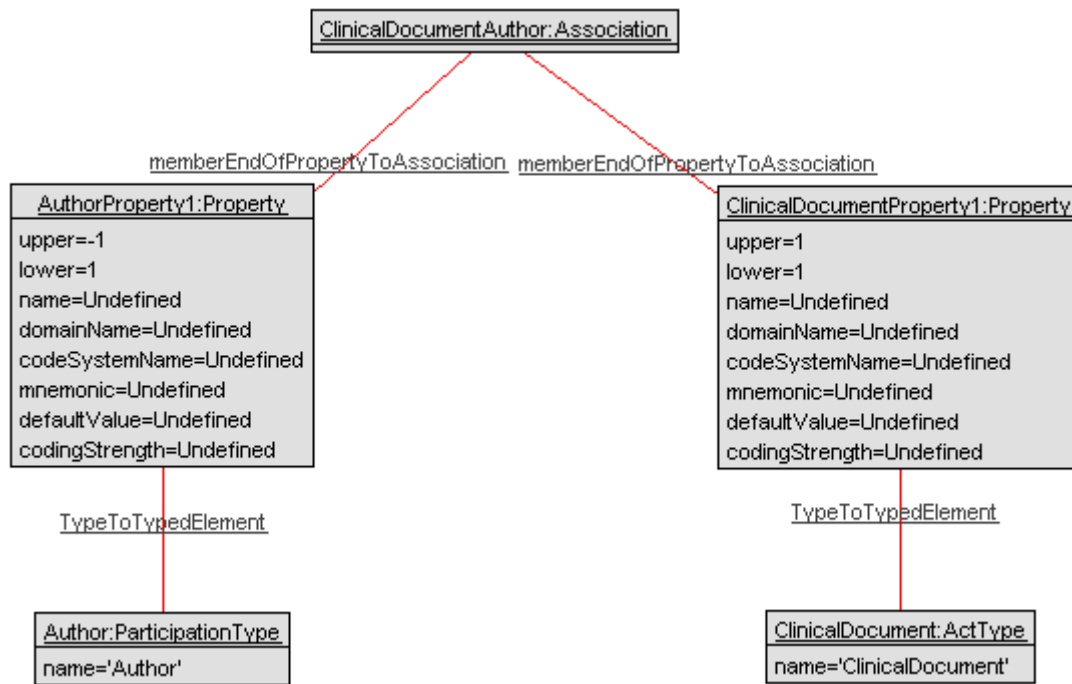 ClinicalDocumentAuthor:Association
memberEndOfPropertyToAssociation
memberEndOfPropertyToAssociation
AuthorProperty1:Property
upper=-1
lower=1
name=Undefined
domainName=Undefined
codeSystemName=Undefined
mnemonic=Undefined
defaultValue=Undefined
codingStrength=Undefined
ClinicalDocumentProperty1:Property
upper=1
lower=1
name=Undefined
domainName=Undefined
codeSystemName=Undefined
mnemonic=Undefined
defaultValue=Undefined
codingStrength=Undefined
TypeToTypedElement
TypeToTypedElement
Author:ParticipationType
name='Author'
ClinicalDocument:ActType
name='ClinicalDocument'